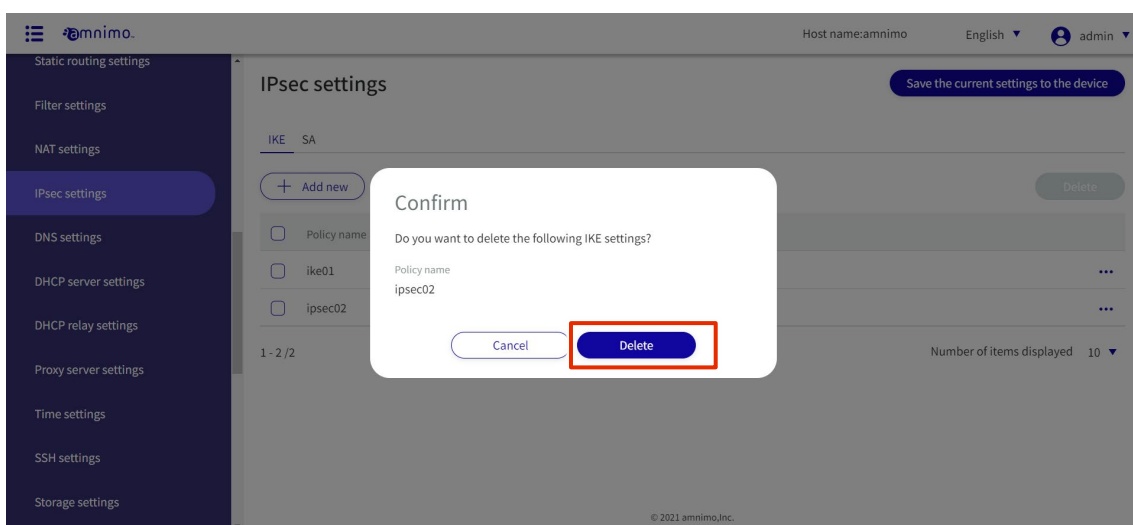 amnimo
Host name:amnimo
English
admin
Static routing settings
Filter settings
NAT settings
IPsec settings
DNS settings
DHCP server settings
DHCP relay settings
Proxy server settings
Time settings
SSH settings
Storage settings
IPsec settings
Save the current settings to the device
IKE SA
+ Add new
Delete
Policy name
ike01
ipsec02
1 - 2 /2
Number of items displayed 10
Confirm
Do you want to delete the following IKE settings?
Policy name
ipsec02
Cancel
Delete
© 2021 amnimo,Inc.